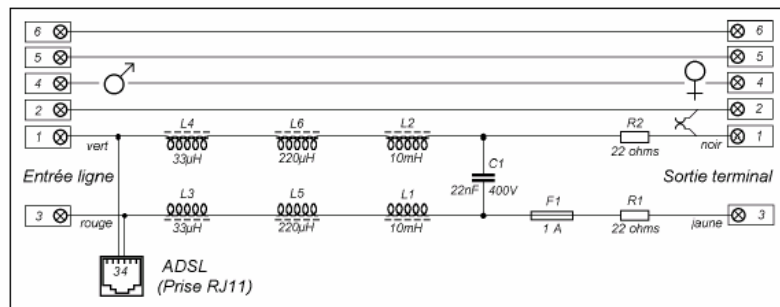 6 6
5 5
4 4
2 2
L4 L6 L2 R2
1 vert 33µH 220µH 10mH 22 ohms noir 1
C1
22nF 400V
Entrée ligne Sortie terminal
L3 L5 L1 F1 R1
3 rouge 33µH 220µH 10mH 1 A 22 ohms jaune 3
34 ADSL
(Prise RJ11)